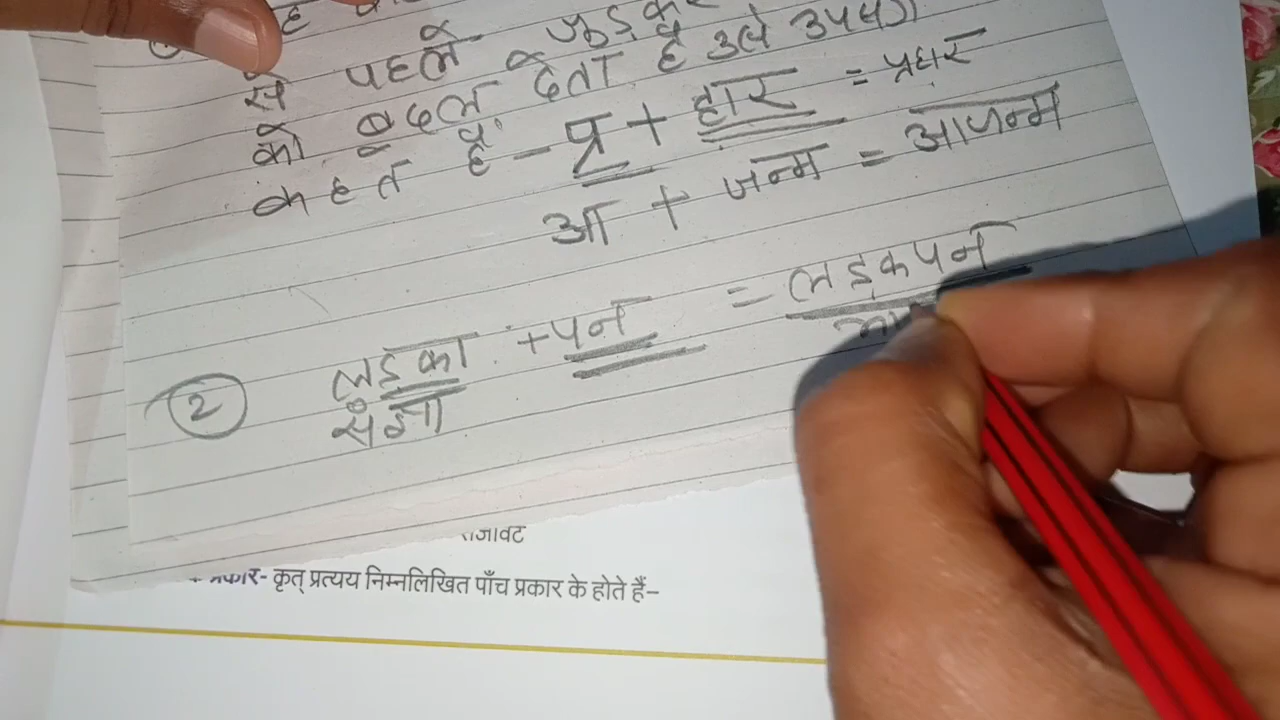 से पहले जुड़कर
को बदल देता है उसे उपसर्ग
कहते हैं - प्र + हार = प्रहार
आ + जन्म = आजन्म
② लड़का + पन = लड़कपन
संज्ञा
सजावट
प्रकार- कृत् प्रत्यय निम्नलिखित पाँच प्रकार के होते हैं-